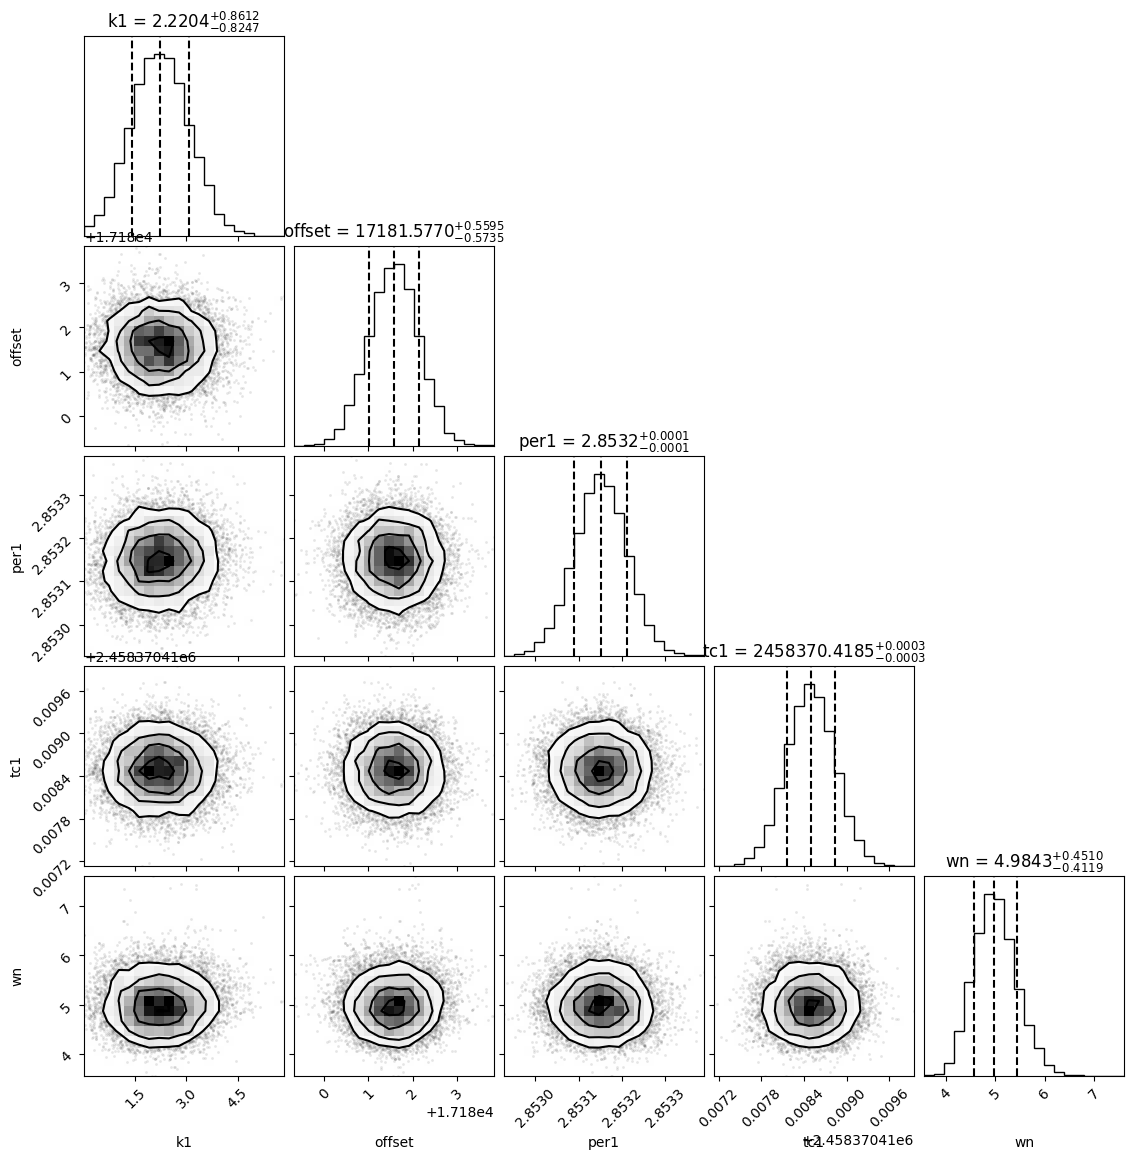 k1 = 2.2204+0.8612−0.8247
+1.718e4
offset = 17181.5770+0.5595−0.5735
offset
3
2
1
0
per1 = 2.8532+0.0001−0.0001
per1
2.8533
2.8532
2.8531
2.8530
+2.45837041e6
tc1 = 2458370.4185+0.0003−0.0003
tc1
0.0096
0.0090
0.0084
0.0078
0.0072
wn = 4.9843+0.4510−0.4119
wn
7
6
5
4
1.5 3.0 4.5
0 1 2 3
2.8530 2.8531 2.8532 2.8533
0.0072 0.0078 0.0084 0.0090 0.0096
4 5 6 7
+1.718e4
+2.45837041e6
k1 offset per1 tc1 wn